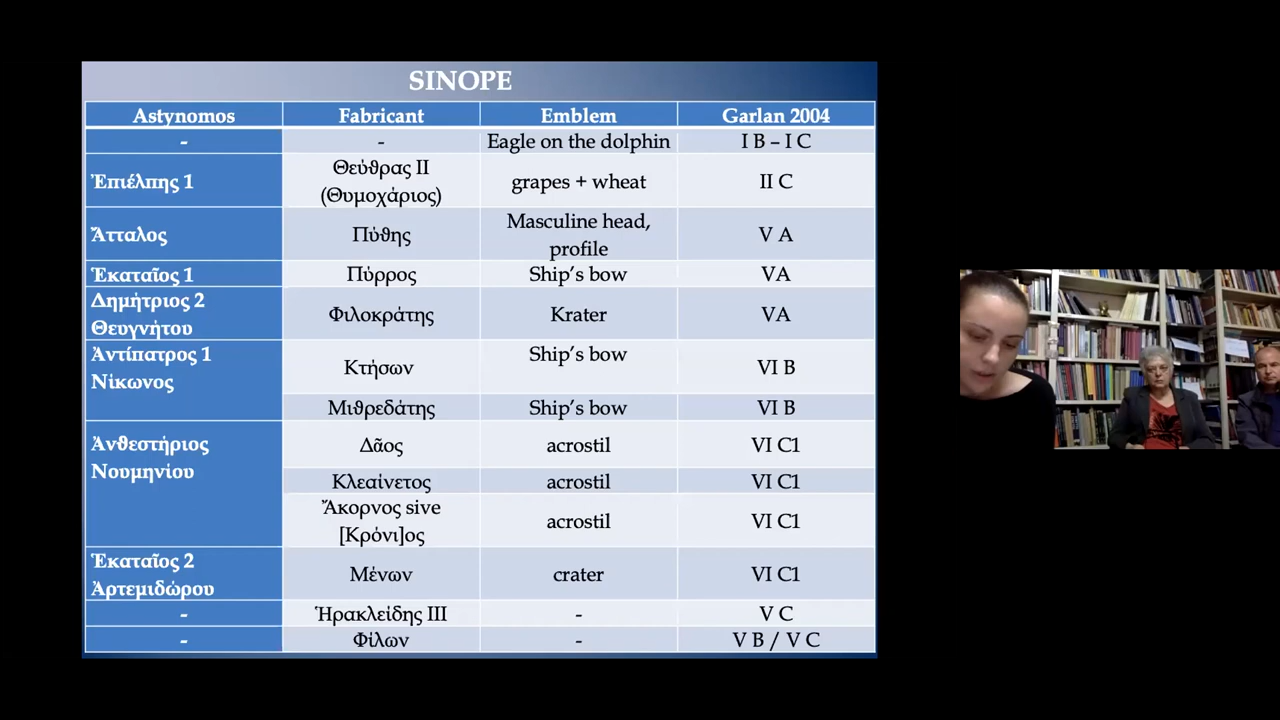 SINOPE
Astynomos Fabricant Emblem Garlan 2004
- - Eagle on the dolphin I B – I C
Ἐπιέλπης 1 Θεύθρας II (Θυμοχάριος) grapes + wheat II C
Ἄτταλος Πύθης Masculine head, profile V A
Ἑκαταῖος 1 Πύρρος Ship’s bow VA
Δημήτριος 2 Θευγνήτου Φιλοκράτης Krater VA
Ἀντίπατρος 1 Νίκωνος Κτήσων Ship’s bow VI B
Μιθρεδάτης Ship’s bow VI B
Ἀνθεστήριος Νουμηνίου Δᾶος acrostil VI C1
Κλεαίνετος acrostil VI C1
Ἄκορνος sive [Κρόνι]ος acrostil VI C1
Ἑκαταῖος 2 Ἀρτεμιδώρου Μένων crater VI C1
- Ἡρακλείδης III - V C
- Φίλων - V B / V C